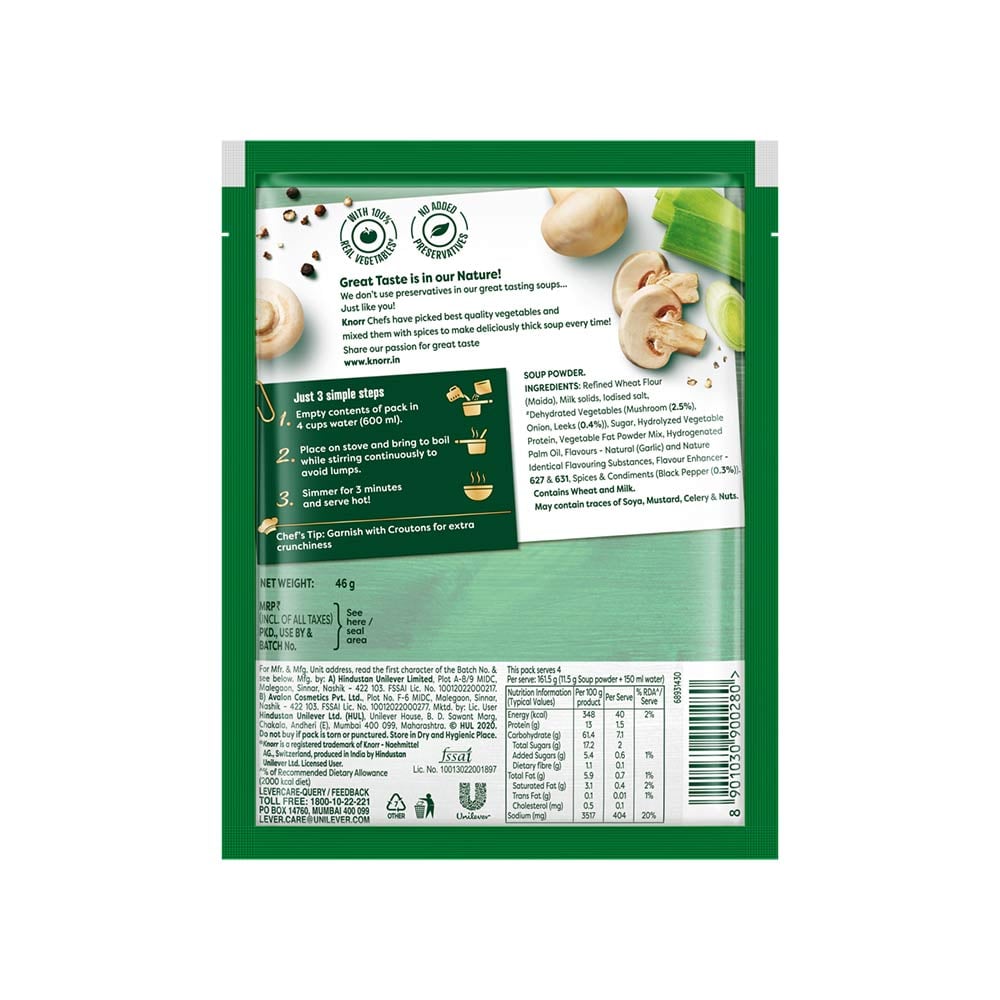 WITH 100%
REAL VEGETABLES#
NO ADDED
PRESERVATIVES
Great Taste is in our Nature!
We don't use preservatives in our great tasting soups...
Just like you!
Knorr Chefs have picked best quality vegetables and
mixed them with spices to make deliciously thick soup every time!
Share our passion for great taste
www.knorr.in
Just 3 simple steps
1. Empty contents of pack in
4 cups water (600 ml).
2. Place on stove and bring to boil
while stirring continuously to
avoid lumps.
3. Simmer for 3 minutes
and serve hot!
Chef's Tip: Garnish with Croutons for extra
crunchiness
SOUP POWDER.
INGREDIENTS: Refined Wheat Flour
(Maida), Milk solids, Iodised salt,
#Dehydrated Vegetables (Mushroom (2.5%),
Onion, Leeks (0.4%)), Sugar, Hydrolyzed Vegetable
Protein, Vegetable Fat Powder Mix, Hydrogenated
Palm Oil, Flavours - Natural (Garlic) and Nature
Identical Flavouring Substances, Flavour Enhancer -
627 & 631, Spices & Condiments (Black Pepper (0.3%)).
Contains Wheat and Milk.
May contain traces of Soya, Mustard, Celery & Nuts.
NET WEIGHT: 46 g
MRP ₹
(INCL. OF ALL TAXES)
PKD., USE BY &
BATCH No.
See
here /
seal
area
For Mfr. & Mfg. Unit address, read the first character of the Batch No. &
see below. Mfg. by: A) Hindustan Unilever Limited, Plot A-8/9 MIDC,
Malegaon, Sinnar, Nashik - 422 103. FSSAI Lic. No. 10012022000217.
B) Avalon Cosmetics Pvt. Ltd., Plot No. F-6 MIDC, Malegaon, Sinnar,
Nashik - 422 103. FSSAI Lic. No. 10012022000277. Mktd. by: Lic. User
Hindustan Unilever Ltd. (HUL), Unilever House, B. D. Sawant Marg,
Chakala, Andheri (E), Mumbai 400 099, Maharashtra. © HUL 2020.
Do not buy if pack is torn or punctured. Store in Dry and Hygienic Place.
Knorr is a registered trademark of Knorr - Naehrmittel
AG., Switzerland, produced in India by Hindustan
Unilever Ltd. Licensed User.
^% of Recommended Dietary Allowance
(2000 kcal diet)
LEVERCARE-QUERY / FEEDBACK
TOLL FREE: 1800-10-22-221
PO BOX 14760, MUMBAI 400 099
LEVER.CARE@UNILEVER.COM
fssai
Lic. No. 10013022001897
7
OTHER
Unilever
This pack serves 4
Per serve: 161.5 g (11.5 g Soup powder + 150 ml water)
Nutrition Information (Typical Values) Per 100 g product Per Serve % RDA^/ Serve
Energy (kcal) 348 40 2%
Protein (g) 13 1.5
Carbohydrate (g) 61.4 7.1
Total Sugars (g) 17.2 2
Added Sugars (g) 5.4 0.6 1%
Dietary fibre (g) 1.1 0.1
Total Fat (g) 5.9 0.7 1%
Saturated Fat (g) 3.1 0.4 2%
Trans Fat (g) 0.1 0.01 1%
Cholesterol (mg) 0.5 0.1
Sodium (mg) 3517 404 20%
68931430
8 901030 900280 >